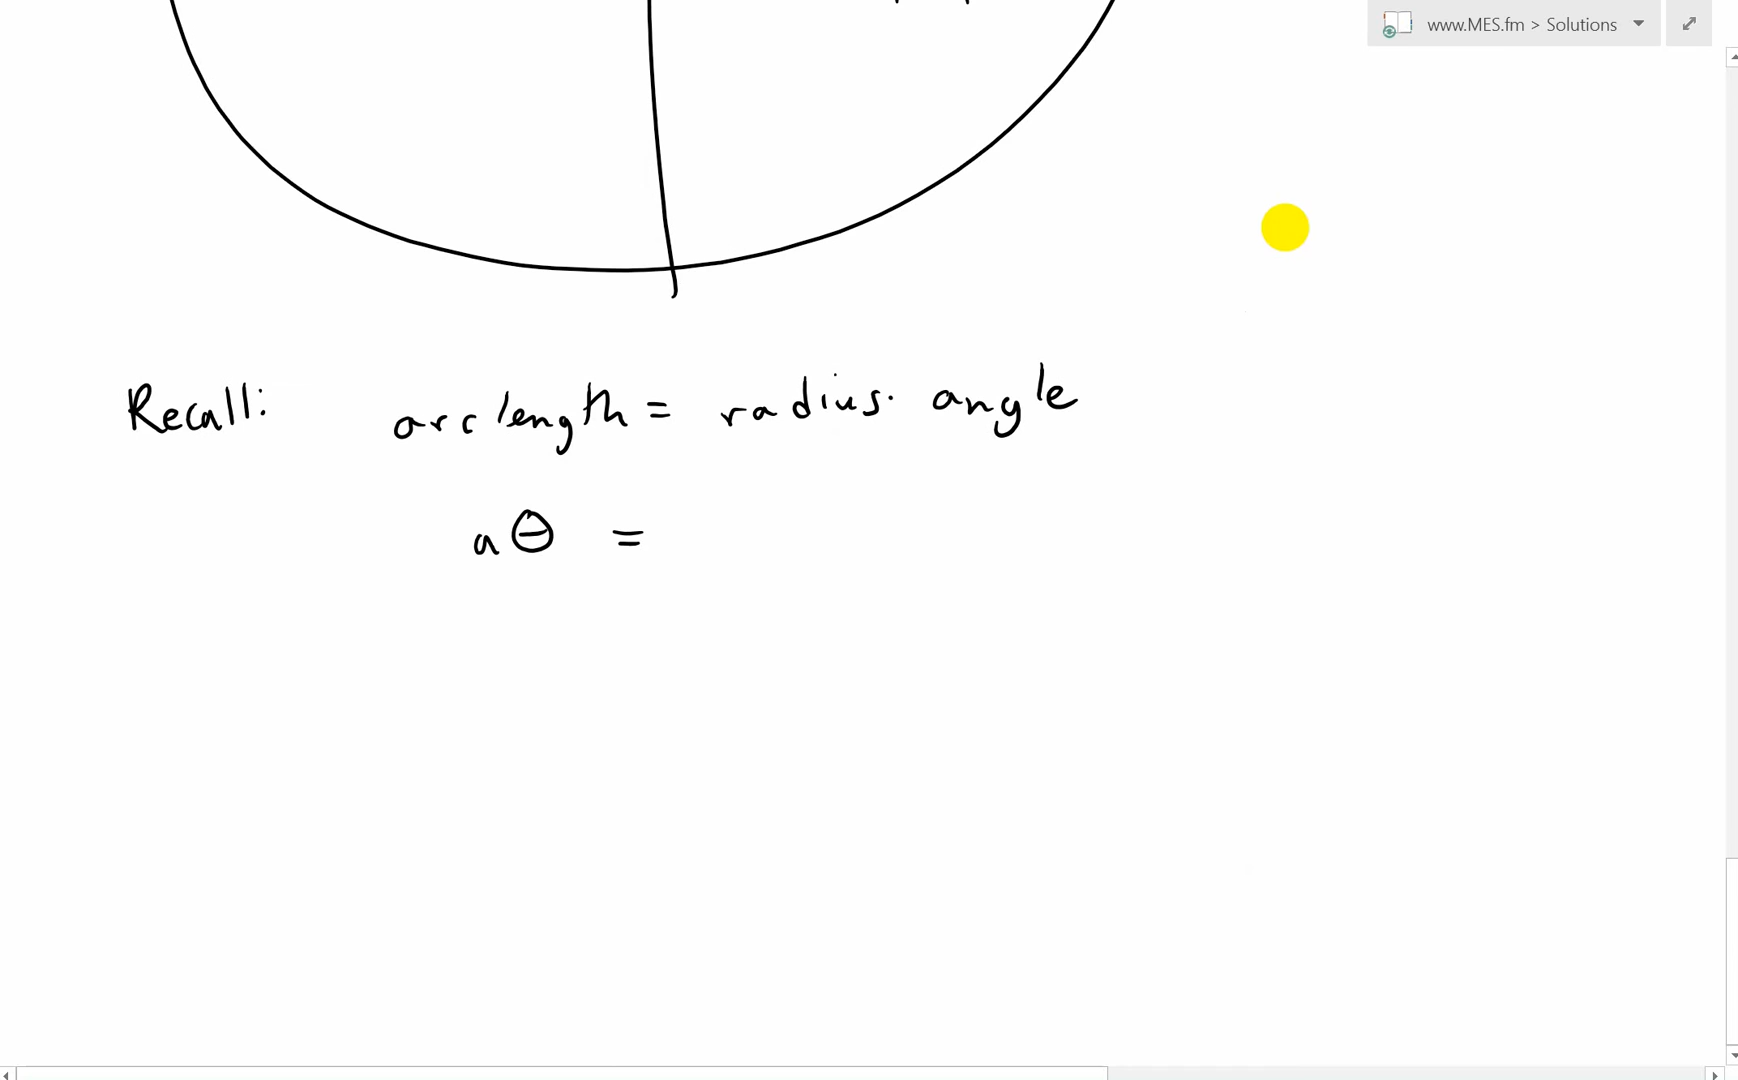 www.MES.fm > Solutions
Recall: arc length = radius · angle
aθ =